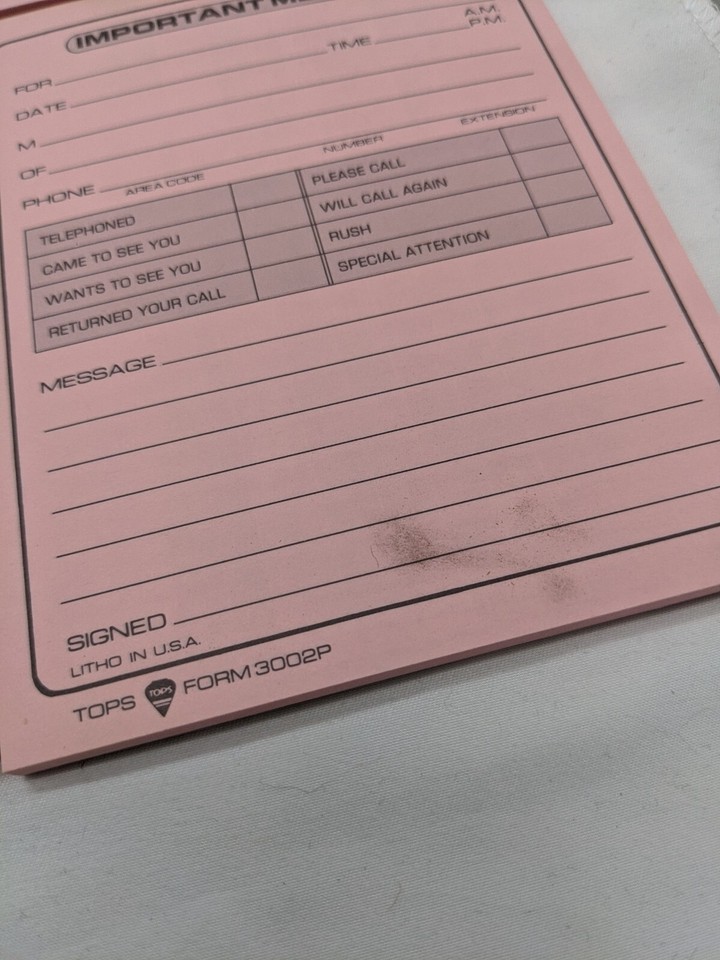 IMPORTANT
A.M.
FOR TIME P.M.
DATE
M
OF
PHONE AREA CODE NUMBER EXTENSION
TELEPHONED PLEASE CALL
CAME TO SEE YOU WILL CALL AGAIN
WANTS TO SEE YOU RUSH
RETURNED YOUR CALL SPECIAL ATTENTION
MESSAGE
SIGNED
LITHO IN U.S.A.
TOPS TOPS FORM 3002P